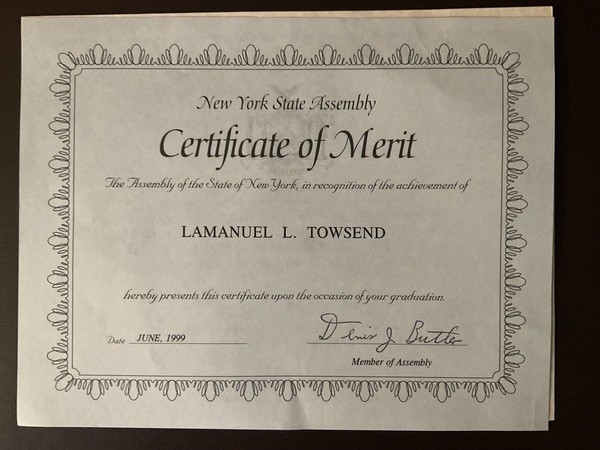 New York State Assembly
Certificate of Merit
The Assembly of the State of New York, in recognition of the achievement of
LAMANUEL L. TOWSEND
hereby presents this certificate upon the occasion of your graduation.
Date JUNE, 1999
Denis J Butler
Member of Assembly